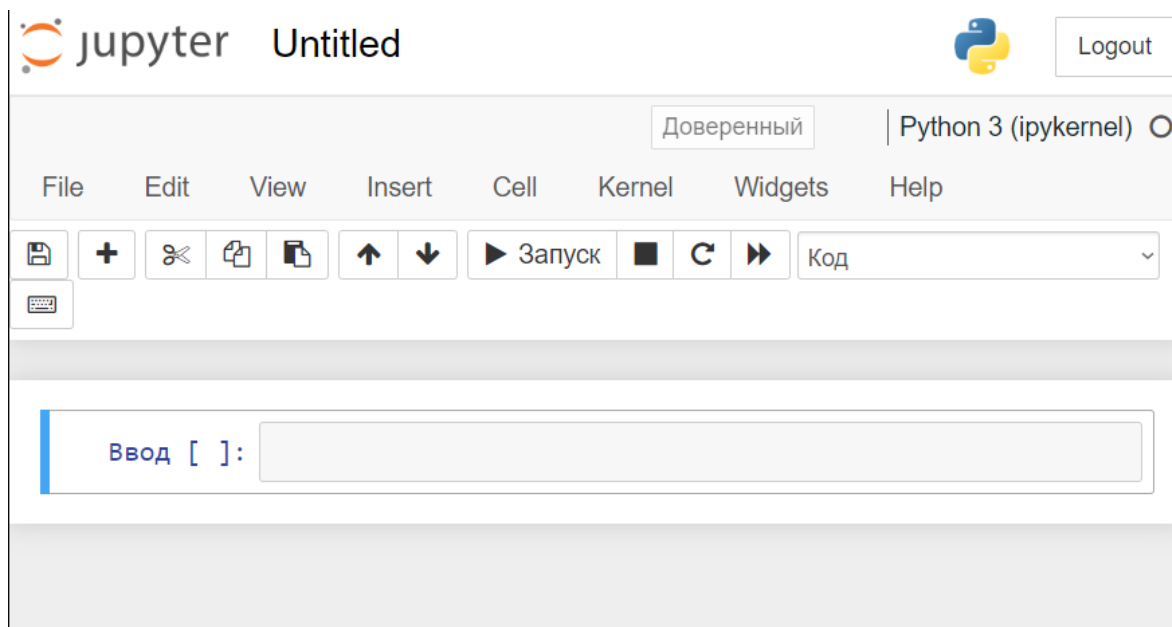 jupyter Untitled Logout
Доверенный Python 3 (ipykernel)
File Edit View Insert Cell Kernel Widgets Help
Запуск Код
Ввод [ ]: